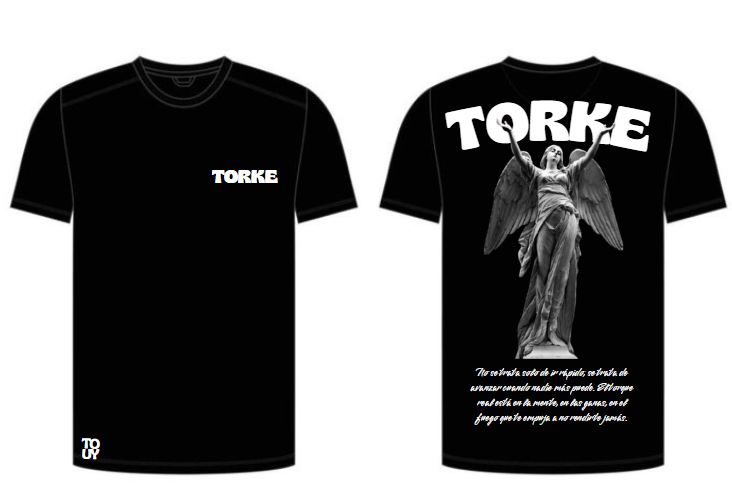 TORKE
TO
UY
TORKE
No se trata solo de ir rápido, se trata de
avanzar cuando nadie más puede. El torque
real está en la mente, en las ganas, en el
fuego que te empuja a no rendirte jamás.